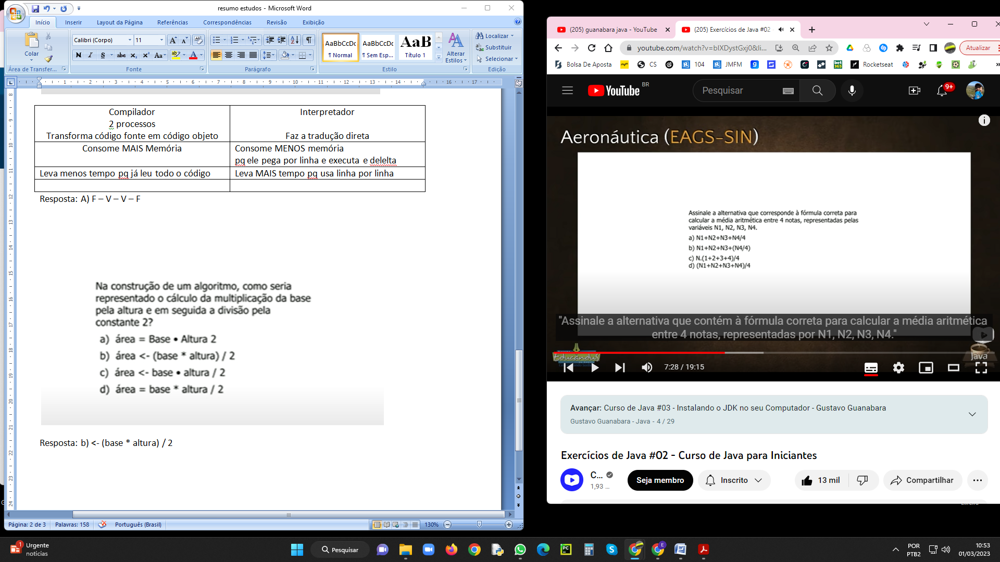 resumo estudos - Microsoft Word
Início Inserir Layout da Página Referências Correspondências Revisão Exibição
Colar
Calibri (Corpo) 11
AaBbCcDc AaBbCcDc AaB
¶ Normal ¶ Sem Esp... Título 1
Alterar Estilos
Localizar
Substituir
Selecionar
Área de Transfer... Fonte Parágrafo Estilo Edição
Compilador
2 processos
Transforma código fonte em código objeto
Interpretador
Faz a tradução direta
Consome MAIS Memória
Consome MENOS memória
pq ele pega por linha e executa e delelta
Leva menos tempo pq já leu todo o código
Leva MAIS tempo pq usa linha por linha
Resposta: A) F – V – V – F
Na construção de um algoritmo, como seria
representado o cálculo da multiplicação da base
pela altura e em seguida a divisão pela
constante 2?
a) área = Base • Altura 2
b) área <- (base * altura) / 2
c) área <- base • altura / 2
d) área = base * altura / 2
Resposta: b) <- (base * altura) / 2
Página: 2 de 3 Palavras: 158 Português (Brasil) 130%
(205) guanabara java - YouTube
(205) Exercícios de Java #02
youtube.com/watch?v=bIXDystGxj0&li...
Atualizar
Bolsa De Aposta CS 104 JMFM bet365 Rocketseat
YouTube BR
Pesquisar
9+
Aeronáutica (EAGS-SIN)
Assinale a alternativa que corresponde à fórmula correta para
calcular a média aritmética entre 4 notas, representadas pelas
variáveis N1, N2, N3, N4.
a) N1+N2+N3+N4/4
b) N1+N2+N3+(N4/4)
c) N.(1+2+3+4)/4
d) (N1+N2+N3+N4)/4
"Assinale a alternativa que contém à fórmula correta para calcular a média aritmética
entre 4 notas, representadas por N1, N2, N3, N4."
Educandus
Java
7:28 / 19:15
Avançar: Curso de Java #03 - Instalando o JDK no seu Computador - Gustavo Guanabara
Gustavo Guanabara - Java - 4 / 29
Exercícios de Java #02 - Curso de Java para Iniciantes
C...
1,93 ...
Seja membro
Inscrito
13 mil
Compartilhar
1
Urgente
notícias
Pesquisar
POR
PTB2
10:53
01/03/2023